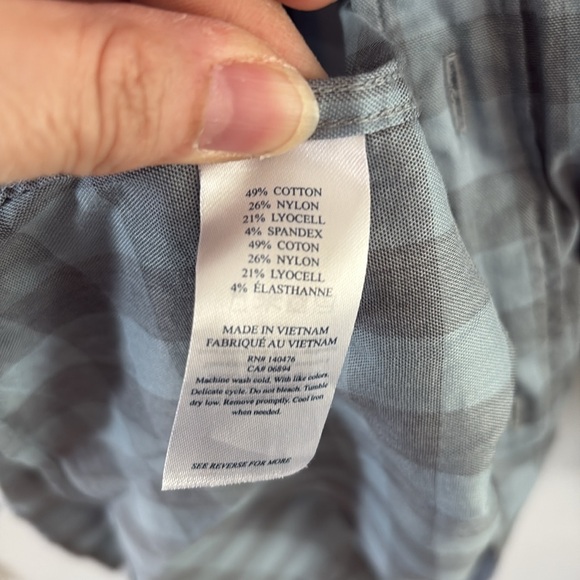 49% COTTON
26% NYLON
21% LYOCELL
4% SPANDEX
49% COTON
26% NYLON
21% LYOCELL
4% ÉLASTHANNE
MADE IN VIETNAM
FABRIQUÉ AU VIETNAM
RN# 140476
CA# 06894
Machine wash cold. With like colors.
Delicate cycle. Do not bleach. Tumble
dry low. Remove promptly. Cool iron
when needed.
SEE REVERSE FOR MORE